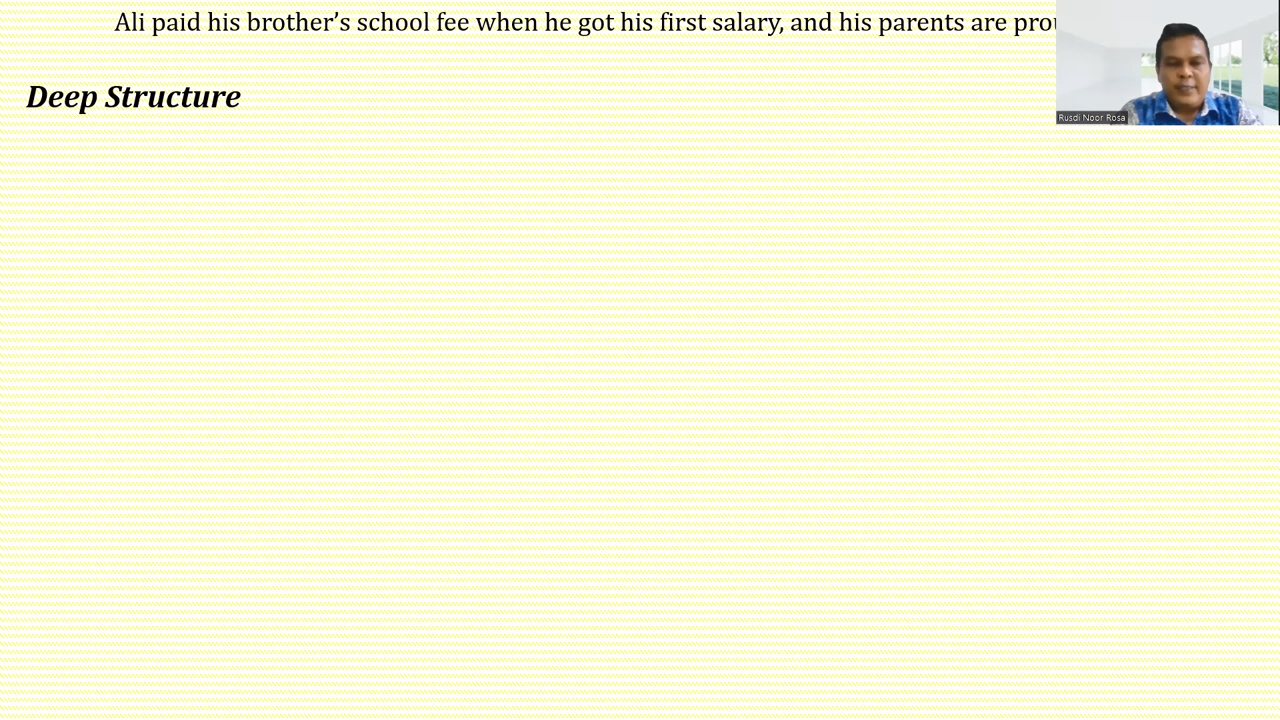 Ali paid his brother’s school fee when he got his first salary, and his parents are
Deep Structure
Rusdi Noor Rosa